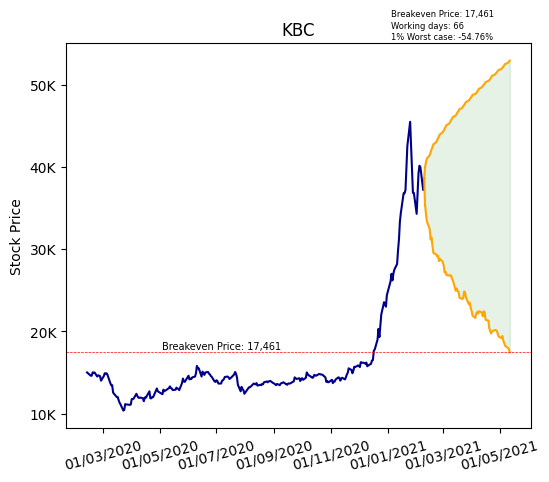 Breakeven Price: 17,461
Working days: 66
1% Worst case: -54.76%
KBC
Stock Price
50K
40K
30K
20K
10K
Breakeven Price: 17,461
01/03/2020
01/05/2020
01/07/2020
01/09/2020
01/11/2020
01/01/2021
01/03/2021
01/05/2021